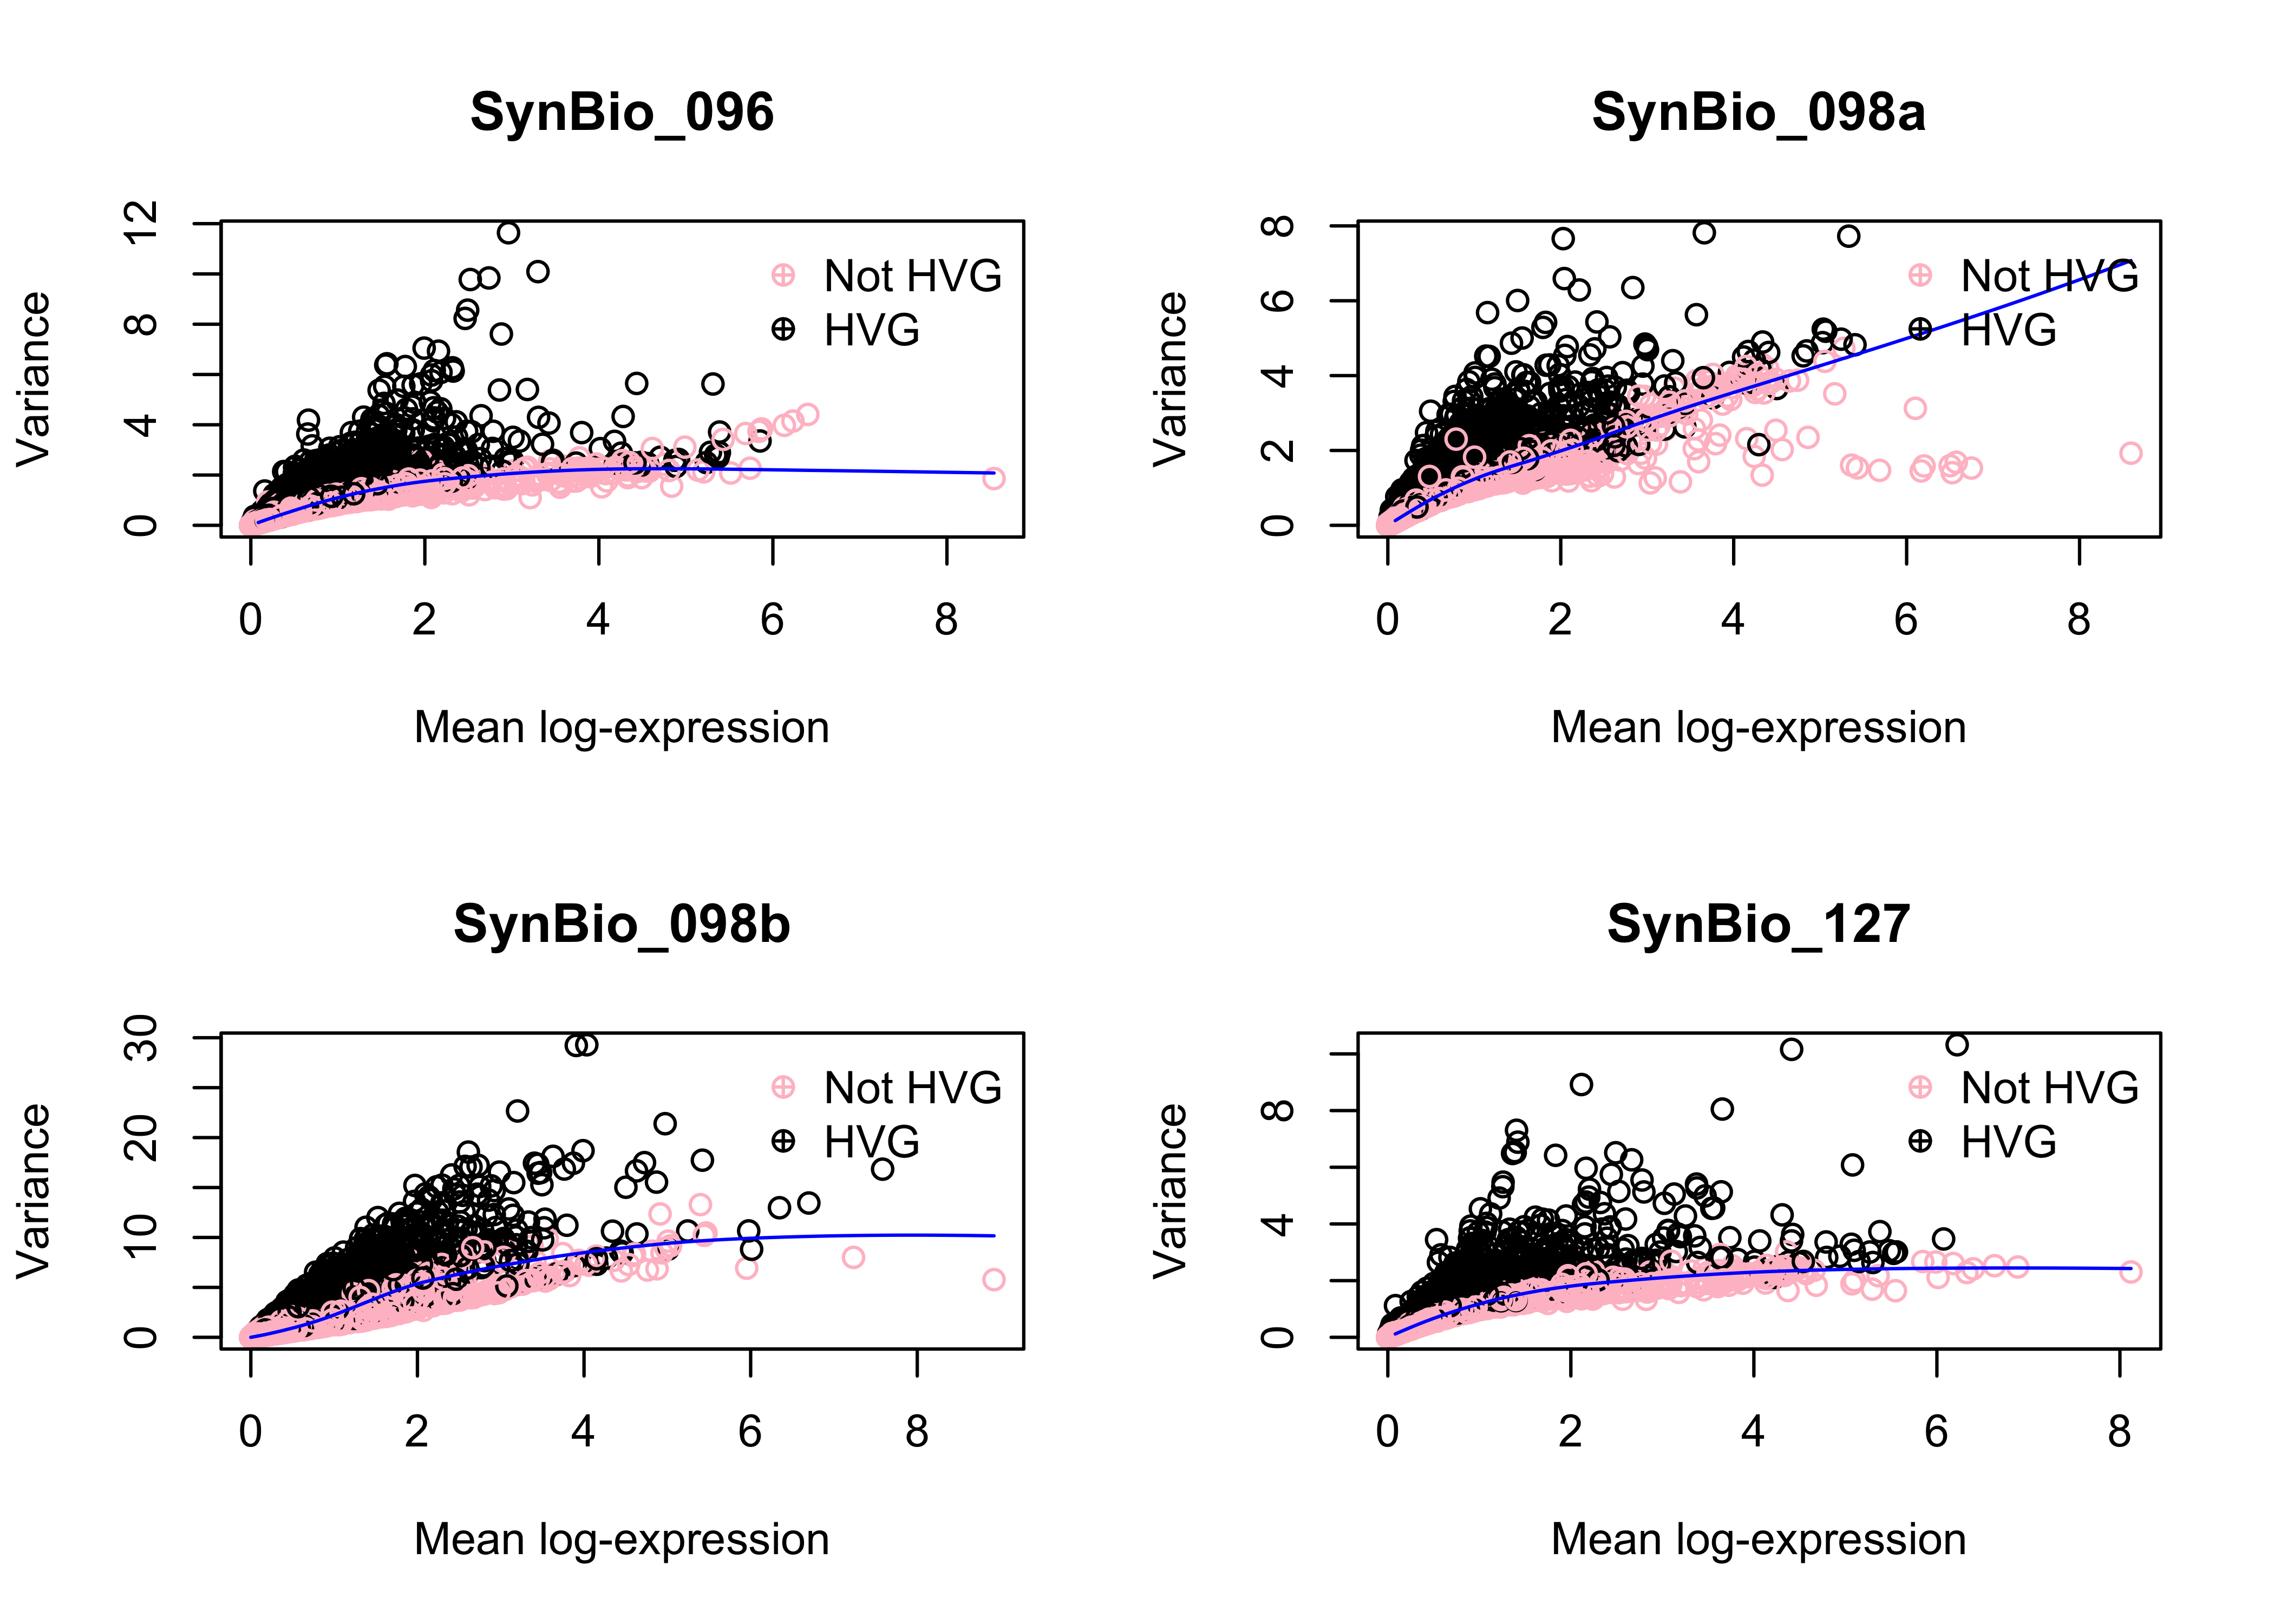 SynBio_096
Variance
12
8
4
0
Not HVG
HVG
0 2 4 6 8
Mean log-expression
SynBio_098a
Variance
8
6
4
2
0
Not HVG
HVG
0 2 4 6 8
Mean log-expression
SynBio_098b
Variance
30
20
10
0
Not HVG
HVG
0 2 4 6 8
Mean log-expression
SynBio_127
Variance
8
4
0
Not HVG
HVG
0 2 4 6 8
Mean log-expression